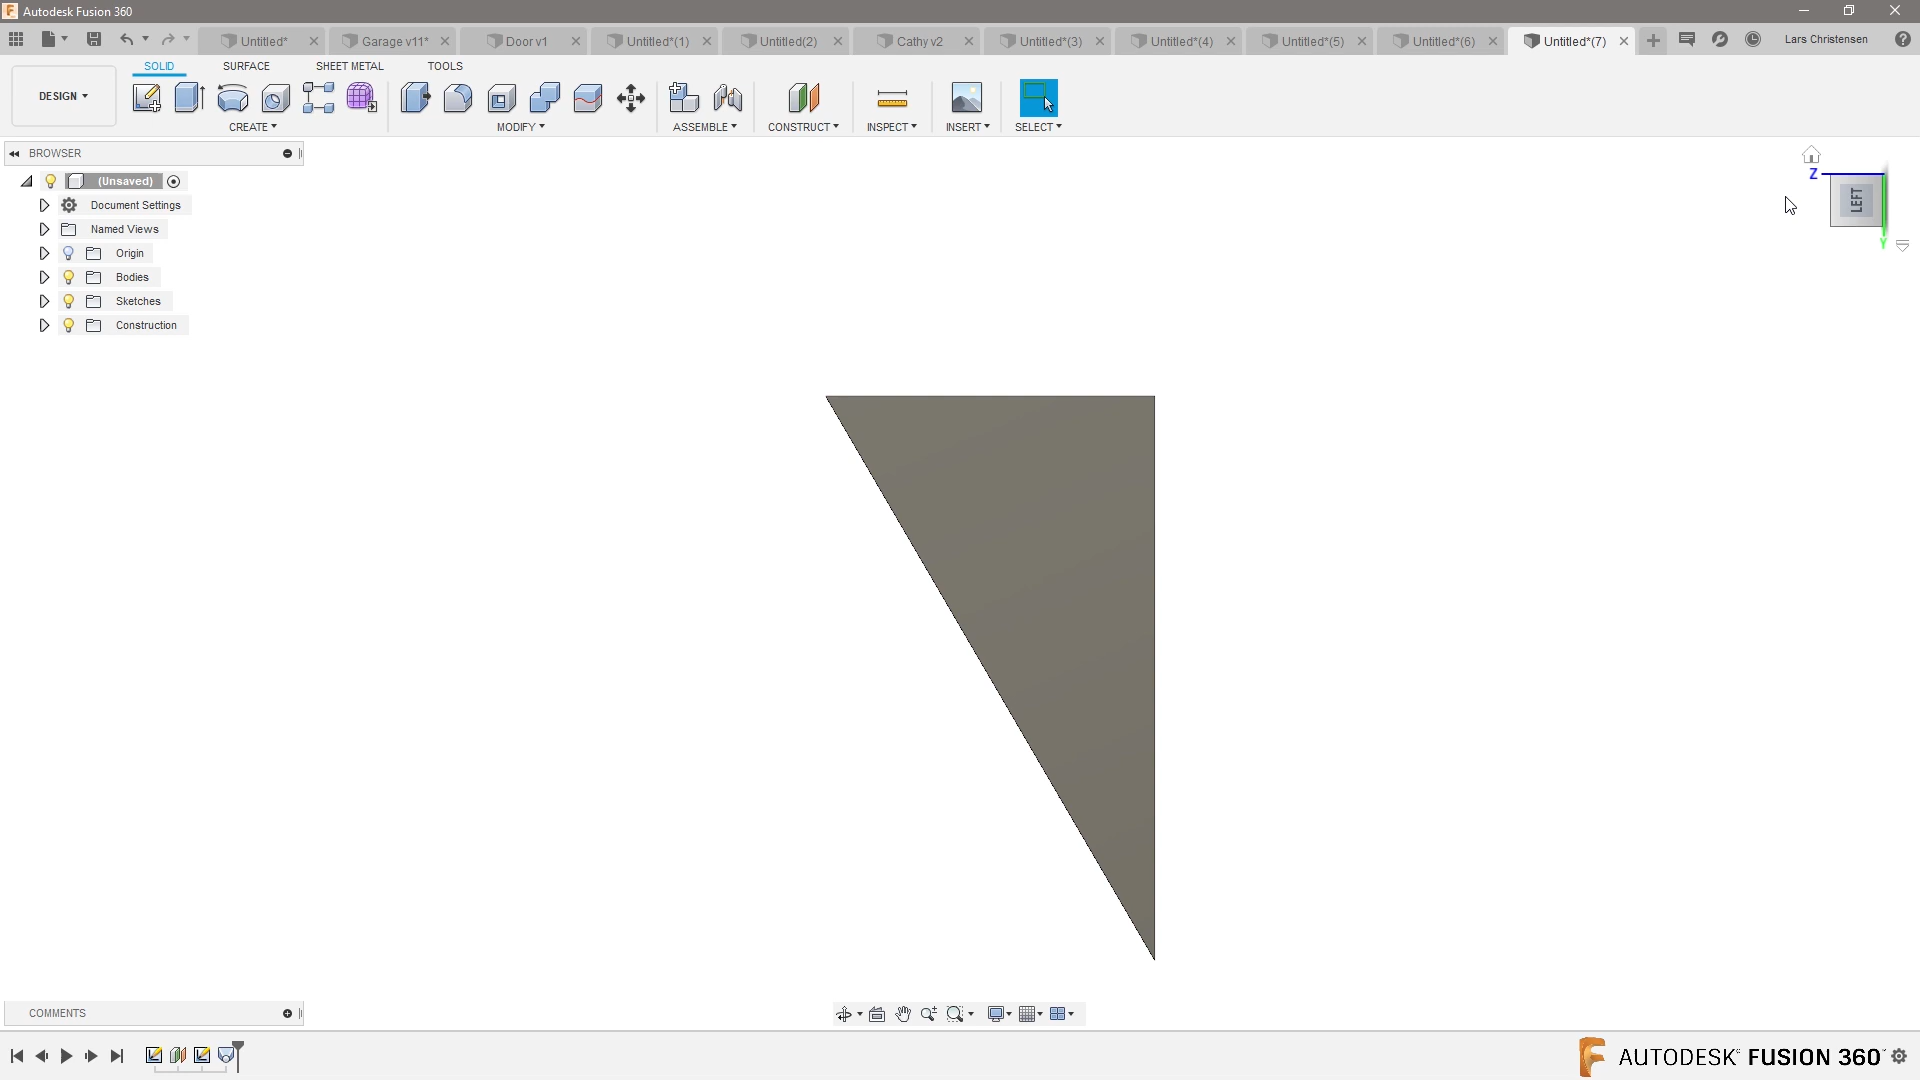 Autodesk Fusion 360
Untitled*
Garage v11*
Door v1
Untitled*(1)
Untitled(2)
Cathy v2
Untitled*(3)
Untitled*(4)
Untitled*(5)
Untitled*(6)
Untitled*(7)
Lars Christensen
SOLID
SURFACE
SHEET METAL
TOOLS
DESIGN
CREATE
MODIFY
ASSEMBLE
CONSTRUCT
INSPECT
INSERT
SELECT
BROWSER
(Unsaved)
Document Settings
Named Views
Origin
Bodies
Sketches
Construction
Z
LEFT
Y
COMMENTS
AUTODESK® FUSION 360™